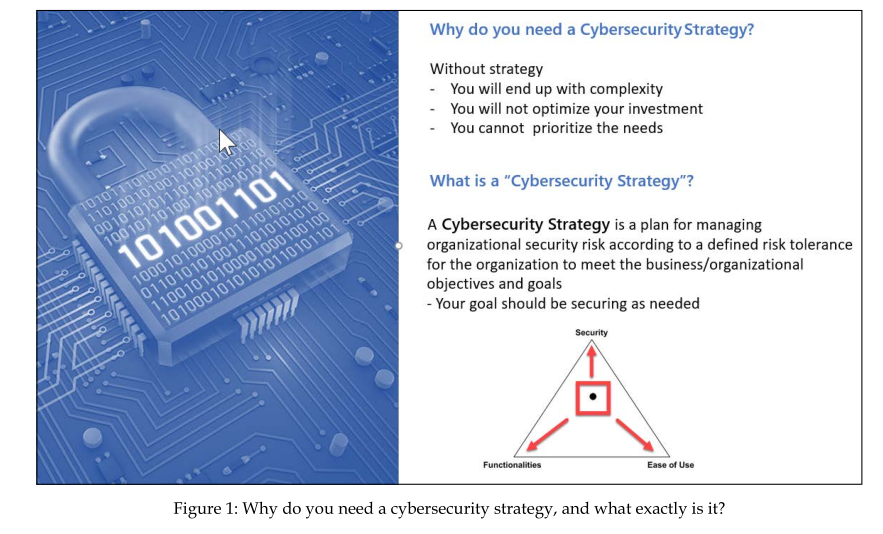 Why do you need a Cybersecurity Strategy?
Without strategy
- You will end up with complexity
- You will not optimize your investment
- You cannot prioritize the needs
What is a “Cybersecurity Strategy”?
A Cybersecurity Strategy is a plan for managing
organizational security risk according to a defined risk tolerance
for the organization to meet the business/organizational
objectives and goals
- Your goal should be securing as needed
101001101
Security
Functionalities
Ease of Use
Figure 1: Why do you need a cybersecurity strategy, and what exactly is it?